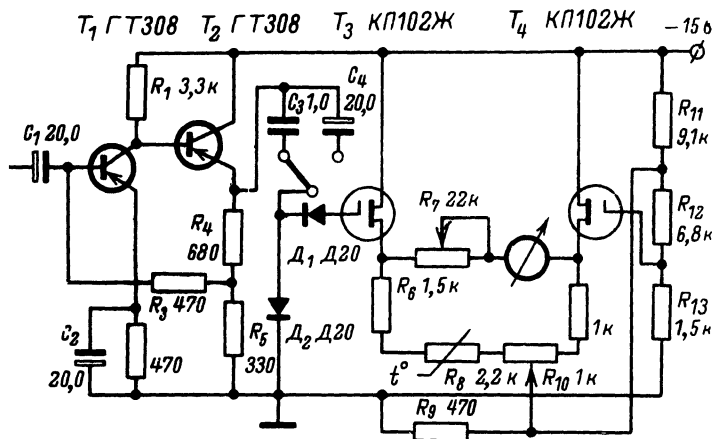 T₁ ГТ308 T₂ ГТ308 T₃ КП102Ж T₄ КП102Ж
–15в
R₁ 3,3к
C₃ 1,0
C₄ 20,0
R₁₁ 9,1к
C₁ 20,0
R₄ 680
Д₁ Д20
R₇ 22к
R₁₂ 6,8к
R₃ 470
R₆ 1,5к
C₂ 20,0
470
R₅ 330
Д₂ Д20
1к
R₁₃ 1,5к
t°
R₈ 2,2к
R₁₀ 1к
R₉ 470